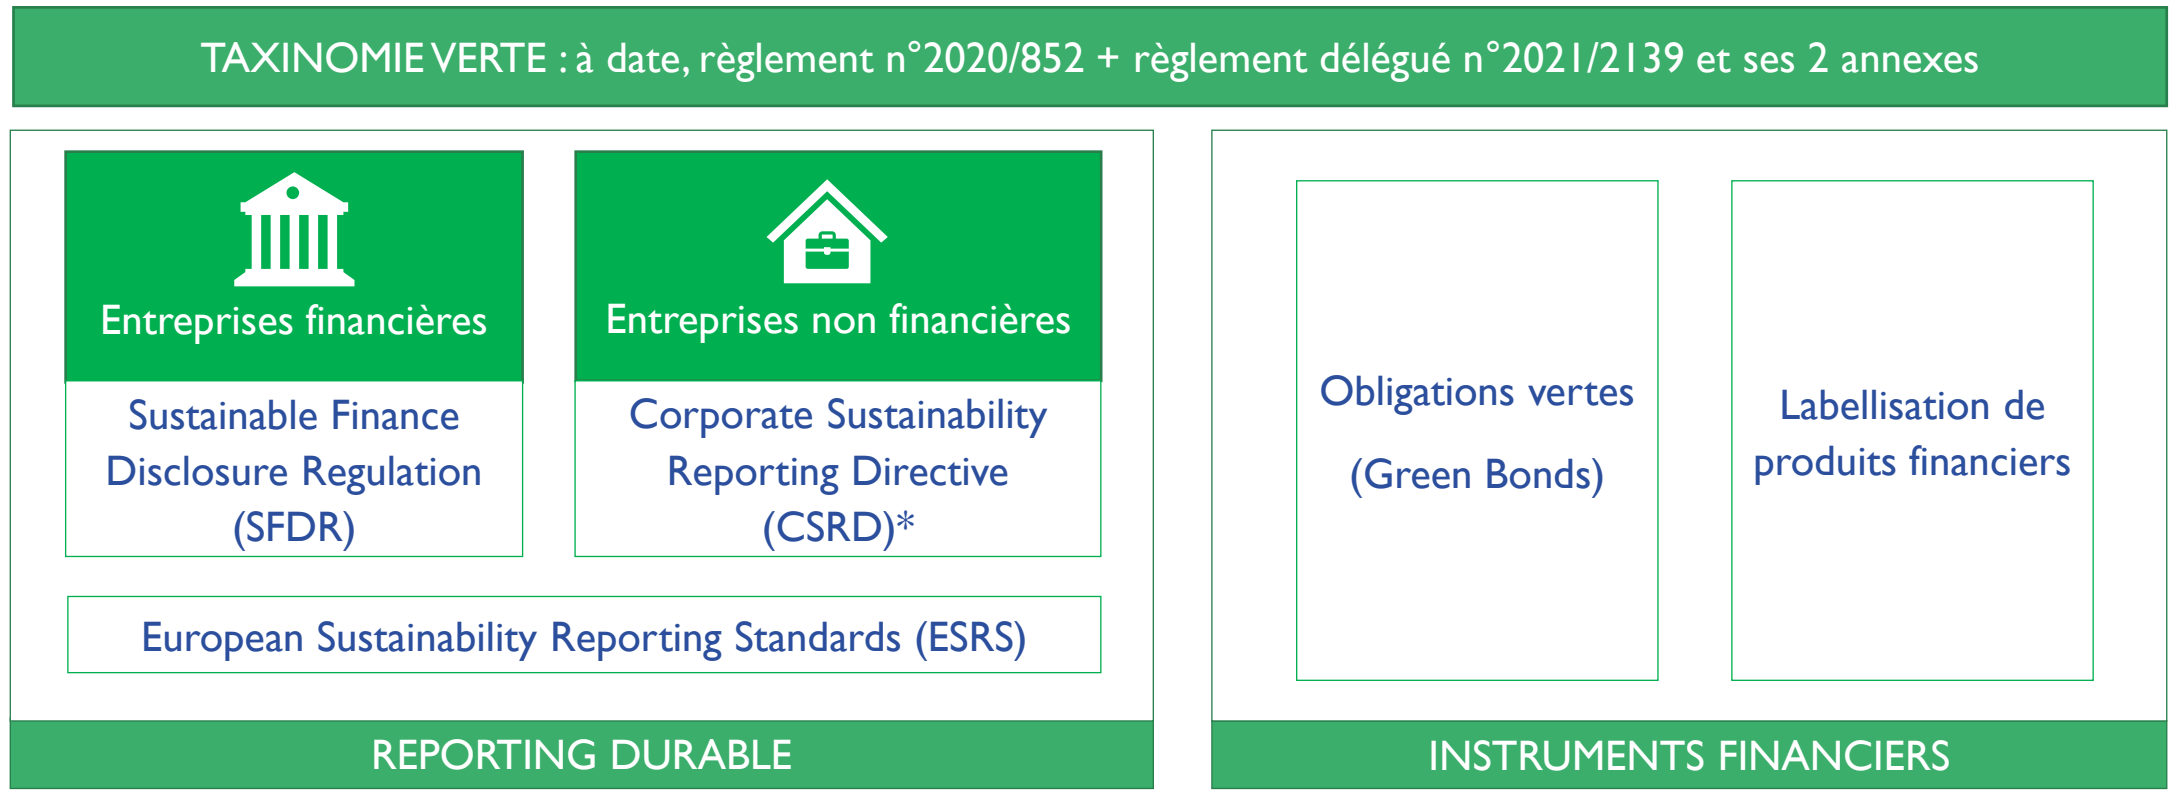 TAXINOMIE VERTE : à date, règlement n°2020/852 + règlement délégué n°2021/2139 et ses 2 annexes
Entreprises financières
Sustainable Finance
Disclosure Regulation
(SFDR)
Entreprises non financières
Corporate Sustainability
Reporting Directive
(CSRD)*
European Sustainability Reporting Standards (ESRS)
REPORTING DURABLE
Obligations vertes
(Green Bonds)
Labellisation de
produits financiers
INSTRUMENTS FINANCIERS